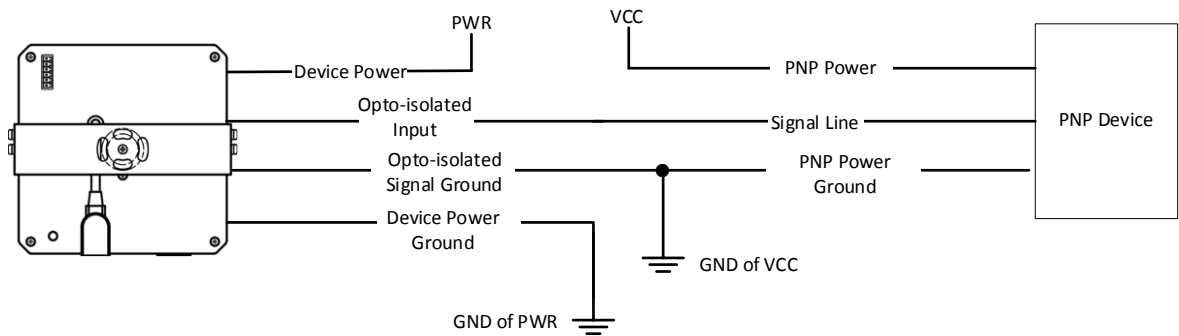 PWR
VCC
Device Power
PNP Power
Opto-isolated
Input
Signal Line
PNP Device
Opto-isolated
Signal Ground
PNP Power
Ground
Device Power
Ground
GND of VCC
GND of PWR